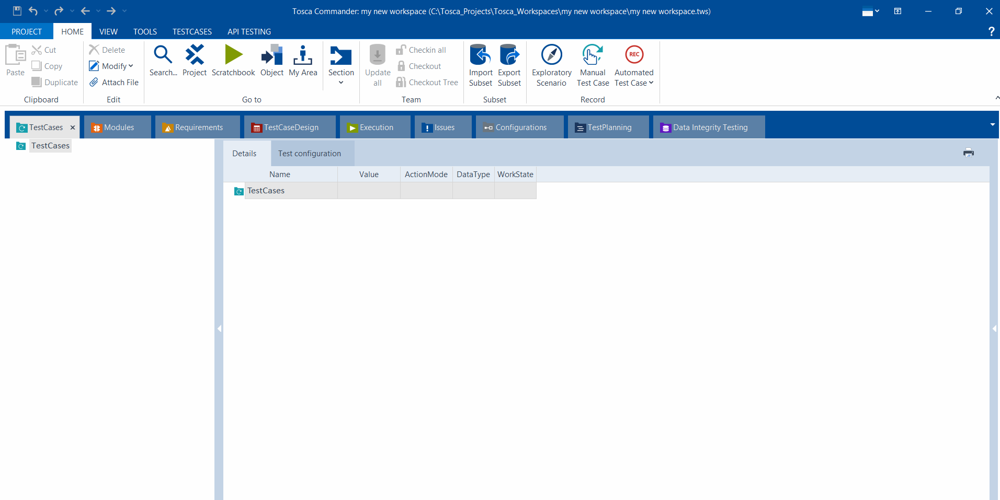 Tosca Commander: my new workspace (C:\Tosca_Projects\Tosca_Workspaces\my new workspace\my new workspace.tws)
PROJECT HOME VIEW TOOLS TESTCASES API TESTING ?
Paste
Cut
Copy
Duplicate
Clipboard
Delete
Modify
Attach File
Edit
Search...
Project
Scratchbook
Object
My Area
Section
Go to
Update
all
Checkin all
Checkout
Checkout Tree
Team
Import
Subset
Export
Subset
Subset
Exploratory
Scenario
Manual
Test Case
REC
Automated
Test Case
Record
TestCases Modules Requirements TestCaseDesign Execution Issues Configurations TestPlanning Data Integrity Testing
TestCases
Details Test configuration
Name Value ActionMode DataType WorkState
TestCases